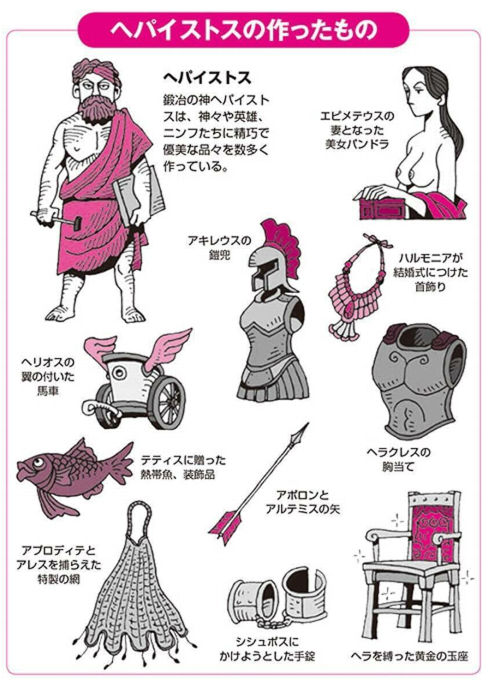 ヘパイストスの作ったもの
ヘパイストス
鍛冶の神ヘパイスト
スは、神々や英雄、
ニンフたちに精巧で
優美な品々を数多く
作っている。
エピメテウスの
妻となった
美女パンドラ
アキレウスの
鎧兜
ハルモニアが
結婚式につけた
首飾り
ヘリオスの
翼の付いた
馬車
ヘラクレスの
胸当て
テティスに贈った
熱帯魚、装飾品
アポロンと
アルテミスの矢
アプロディテと
アレスを捕らえた
特製の網
シシュポスに
かけようとした手錠
ヘラを縛った黄金の玉座